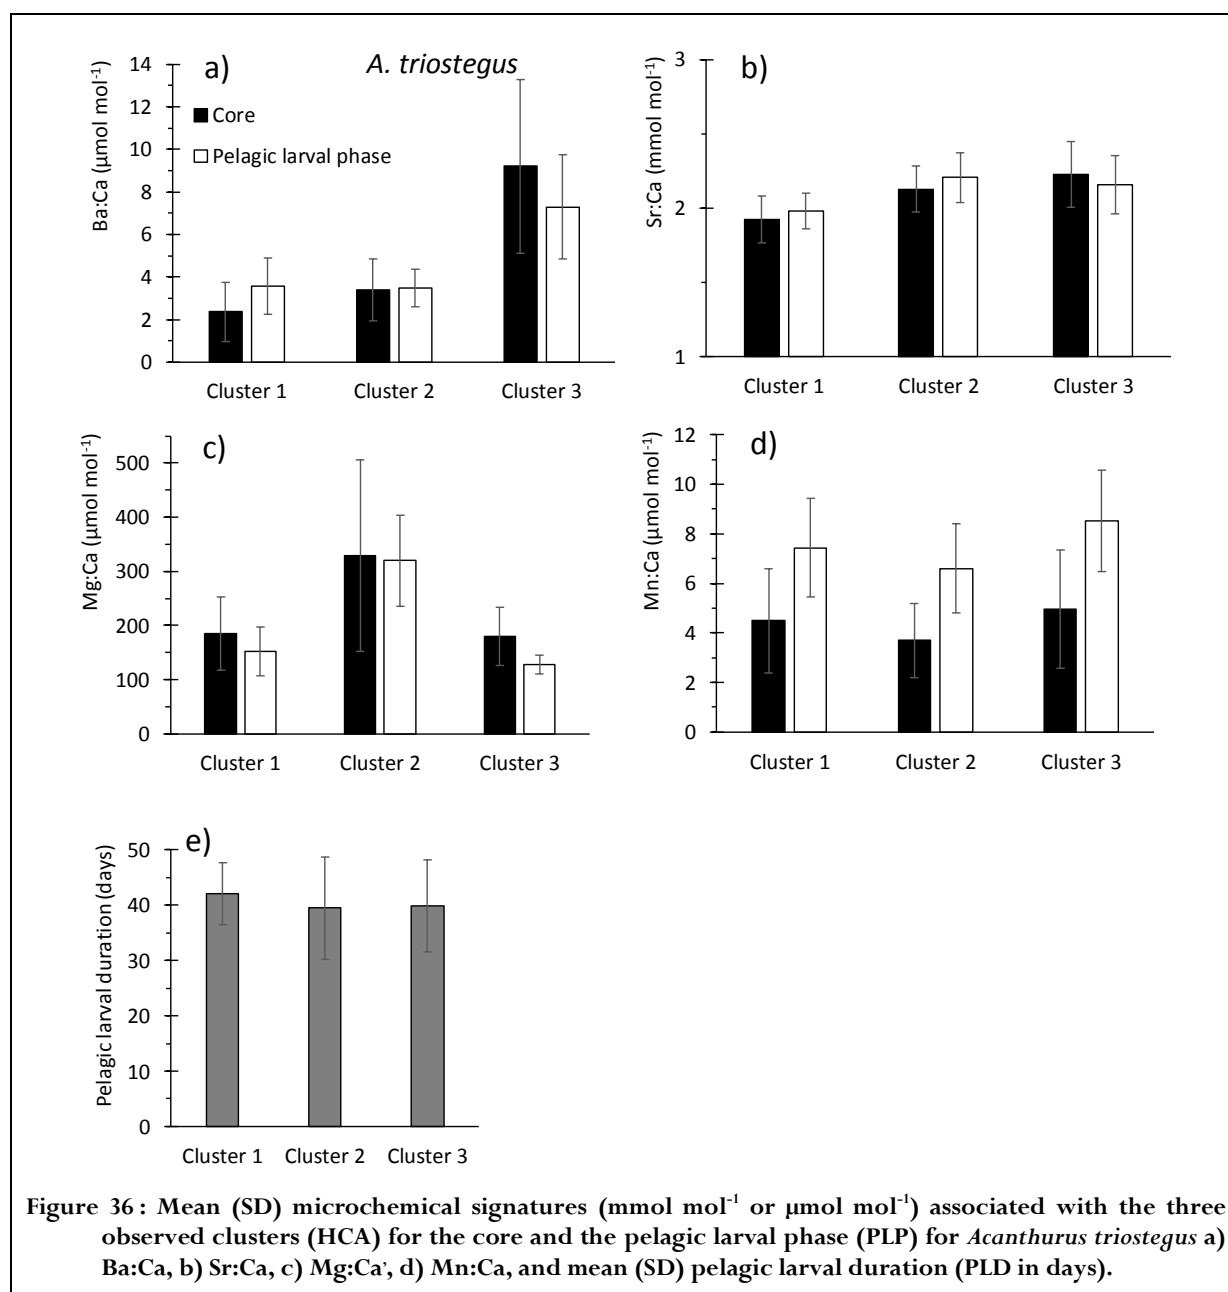 a)
A. triostegus
Core
Pelagic larval phase
Ba:Ca (µmol mol⁻¹)
14
12
10
8
6
4
2
0
Cluster 1 Cluster 2 Cluster 3
b)
Sr:Ca (mmol mol⁻¹)
3
2
1
Cluster 1 Cluster 2 Cluster 3
c)
Mg:Ca (µmol mol⁻¹)
500
400
300
200
100
0
Cluster 1 Cluster 2 Cluster 3
d)
Mn:Ca (µmol mol⁻¹)
12
10
8
6
4
2
0
Cluster 1 Cluster 2 Cluster 3
e)
Pelagic larval duration (days)
50
40
30
20
10
0
Cluster 1 Cluster 2 Cluster 3
Figure 36 : Mean (SD) microchemical signatures (mmol mol⁻¹ or µmol mol⁻¹) associated with the three
observed clusters (HCA) for the core and the pelagic larval phase (PLP) for Acanthurus triostegus a)
Ba:Ca, b) Sr:Ca, c) Mg:Ca’, d) Mn:Ca, and mean (SD) pelagic larval duration (PLD in days).